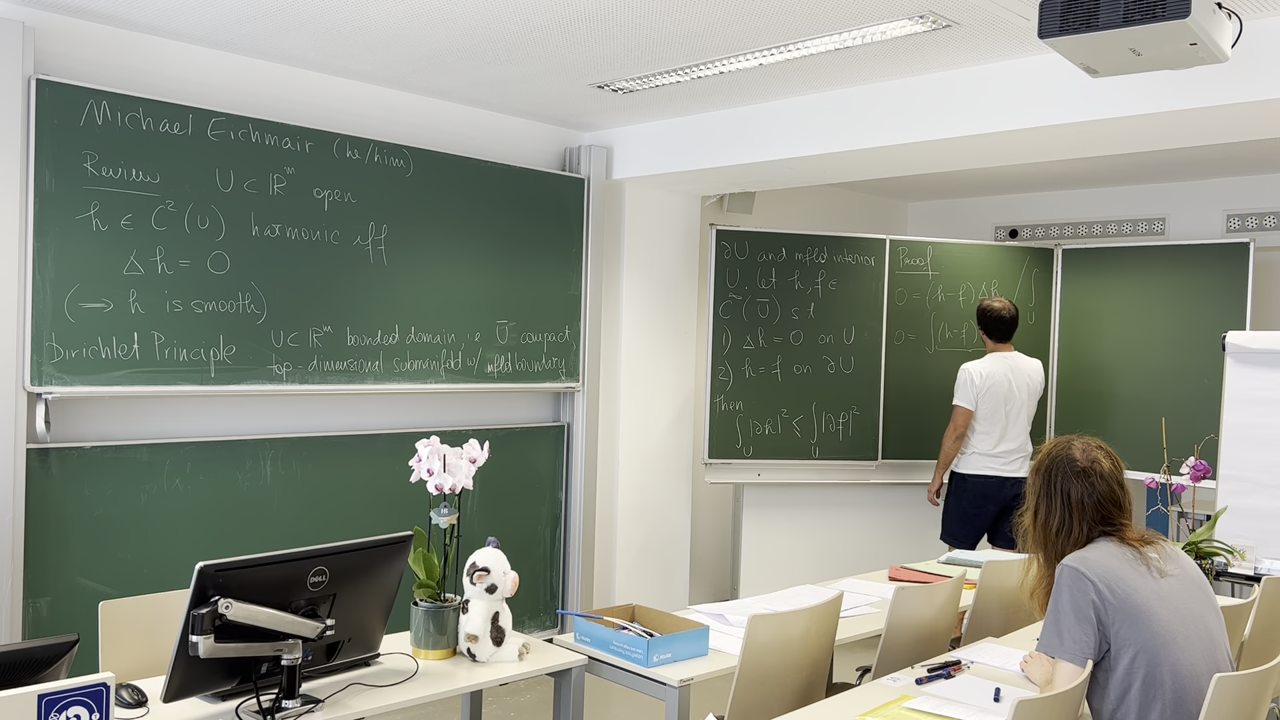 Michael Eichmair (he/him)
Review U ⊂ ℝᵐ open
h ∈ C²(U) harmonic iff
Δh = 0
(→ h is smooth)
Dirichlet Principle U⊂ℝᵐ bounded domain, i.e Ū compact,
top-dimensional submanifold w/ mfld boundary
∂U and mfld interior
U. Let h, f ∈
C^∞(Ū) s t
1) Δh = 0 on U
2) h = f on ∂U
then
∫_U |∂h|² ≤ ∫_U |∂f|²
Proof
0 = (h-f) Δh / ∫_U
0 = ∫(h-f)
DELL